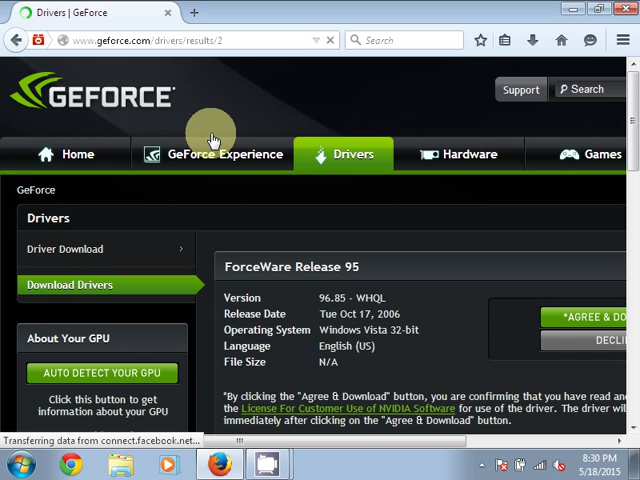 Drivers | GeForce
www.geforce.com/drivers/results/2
Search
GEFORCE
Support
Search
Home
GeForce Experience
Drivers
Hardware
Games
GeForce
Drivers
Driver Download
Download Drivers
ForceWare Release 95
Version 96.85 - WHQL
Release Date Tue Oct 17, 2006
Operating System Windows Vista 32-bit
Language English (US)
File Size N/A
*AGREE & DO
DECLI
About Your GPU
AUTO DETECT YOUR GPU
Click this button to get
information about your GPU
*By clicking the "Agree & Download" button, you are confirming that you have read and
the License For Customer Use of NVIDIA Software for use of the driver. The driver will
immediately after clicking on the "Agree & Download" button.
Transferring data from connect.facebook.net...
8:30 PM
5/18/2015